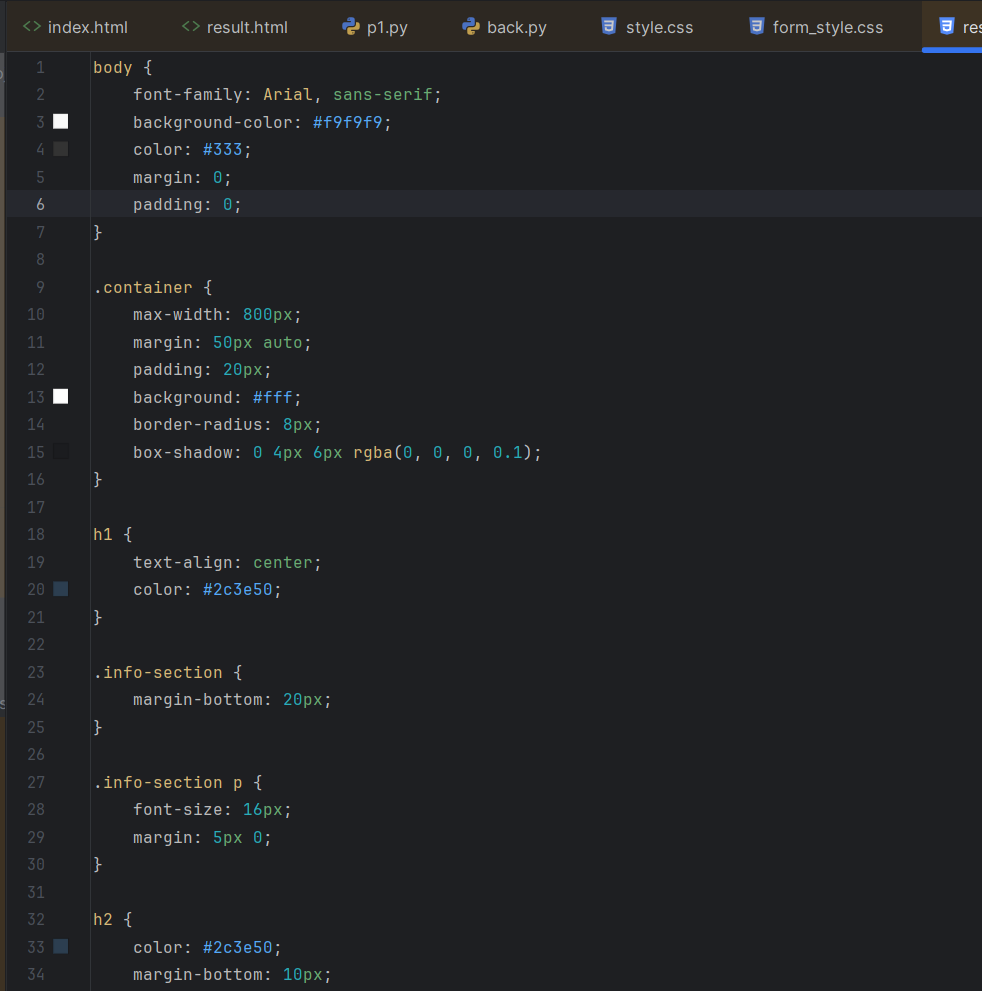 index.html result.html p1.py back.py style.css form_style.css
1 body {
2 font-family: Arial, sans-serif;
3 background-color: #f9f9f9;
4 color: #333;
5 margin: 0;
6 padding: 0;
7 }
8
9 .container {
10 max-width: 800px;
11 margin: 50px auto;
12 padding: 20px;
13 background: #fff;
14 border-radius: 8px;
15 box-shadow: 0 4px 6px rgba(0, 0, 0, 0.1);
16 }
17
18 h1 {
19 text-align: center;
20 color: #2c3e50;
21 }
22
23 .info-section {
24 margin-bottom: 20px;
25 }
26
27 .info-section p {
28 font-size: 16px;
29 margin: 5px 0;
30 }
31
32 h2 {
33 color: #2c3e50;
34 margin-bottom: 10px;